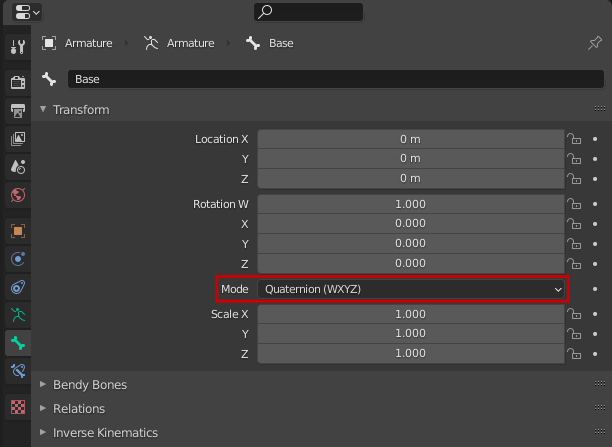 Armature › Armature › Base
Base
Transform
Location X 0 m
Y 0 m
Z 0 m
Rotation W 1.000
X 0.000
Y 0.000
Z 0.000
Mode Quaternion (WXYZ)
Scale X 1.000
Y 1.000
Z 1.000
Bendy Bones
Relations
Inverse Kinematics